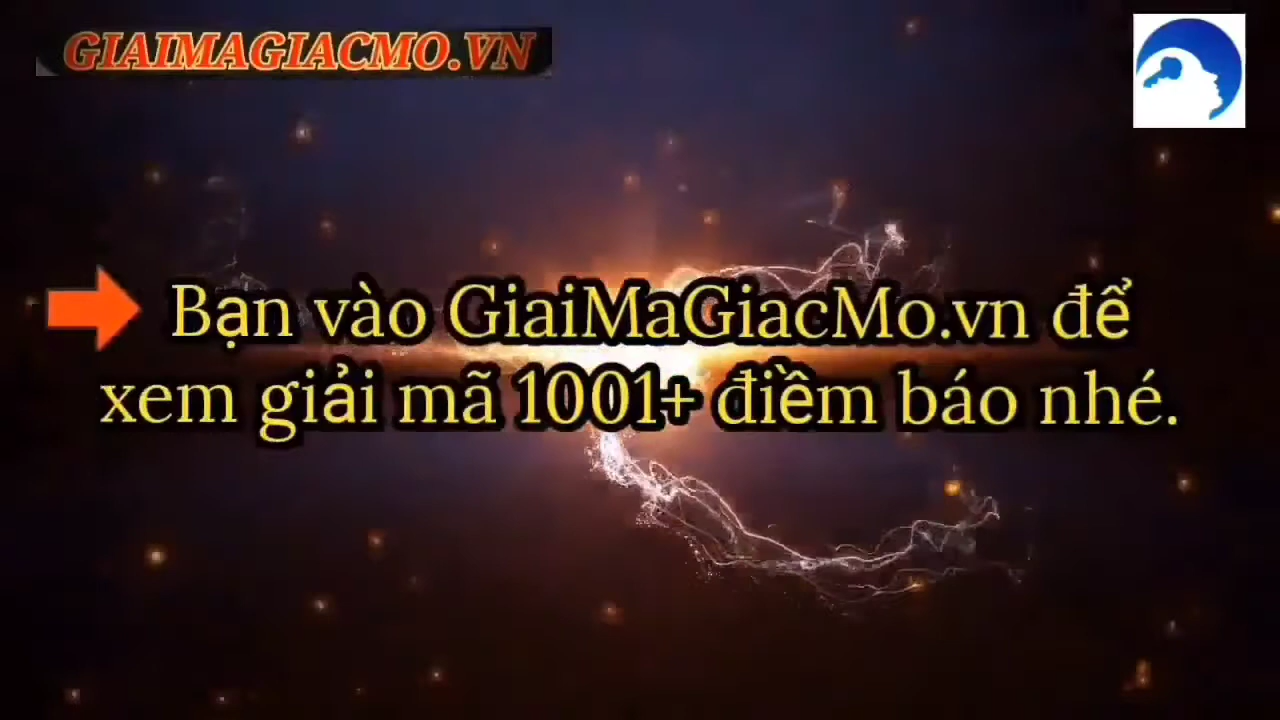 GIAIMAGIACMO.VN
Bạn vào GiaiMaGiacMo.vn để
xem giải mã 1001+ điềm báo nhé.